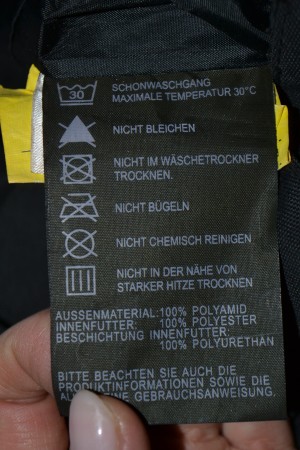 30
SCHONWASCHGANG
MAXIMALE TEMPERATUR 30°C
NICHT BLEICHEN
NICHT IM WÄSCHETROCKNER
TROCKNEN.
NICHT BÜGELN
NICHT CHEMISCH REINIGEN
NICHT IN DER NÄHE VON
STARKER HITZE TROCKNEN
AUSSENMATERIAL:100% POLYAMID
INNENFUTTER: 100% POLYESTER
BESCHICHTUNG INNENFUTTER:
100% POLYURETHAN
BITTE BEACHTEN SIE AUCH DIE
PRODUKTINFORMATIONEN SOWIE DIE
ALLGEMEINE GEBRAUCHSANWEISUNG.